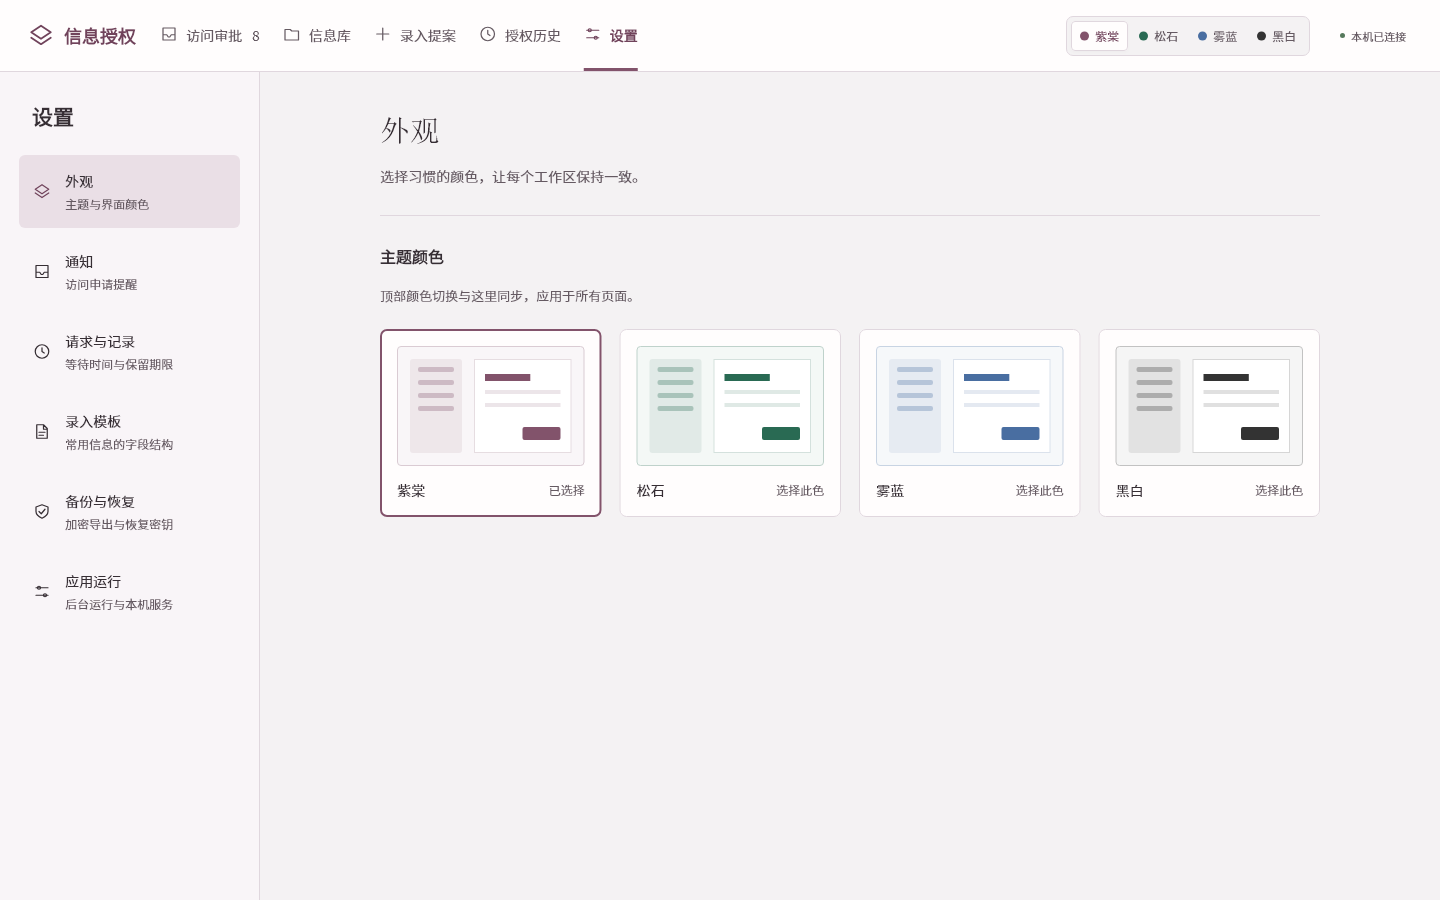 信息授权
访问审批 8
信息库
录入提案
授权历史
设置
紫棠
松石
雾蓝
黑白
本机已连接
设置
外观
主题与界面颜色
通知
访问申请提醒
请求与记录
等待时间与保留期限
录入模板
常用信息的字段结构
备份与恢复
加密导出与恢复密钥
应用运行
后台运行与本机服务
外观
选择习惯的颜色，让每个工作区保持一致。
主题颜色
顶部颜色切换与这里同步，应用于所有页面。
紫棠 已选择
松石 选择此色
雾蓝 选择此色
黑白 选择此色